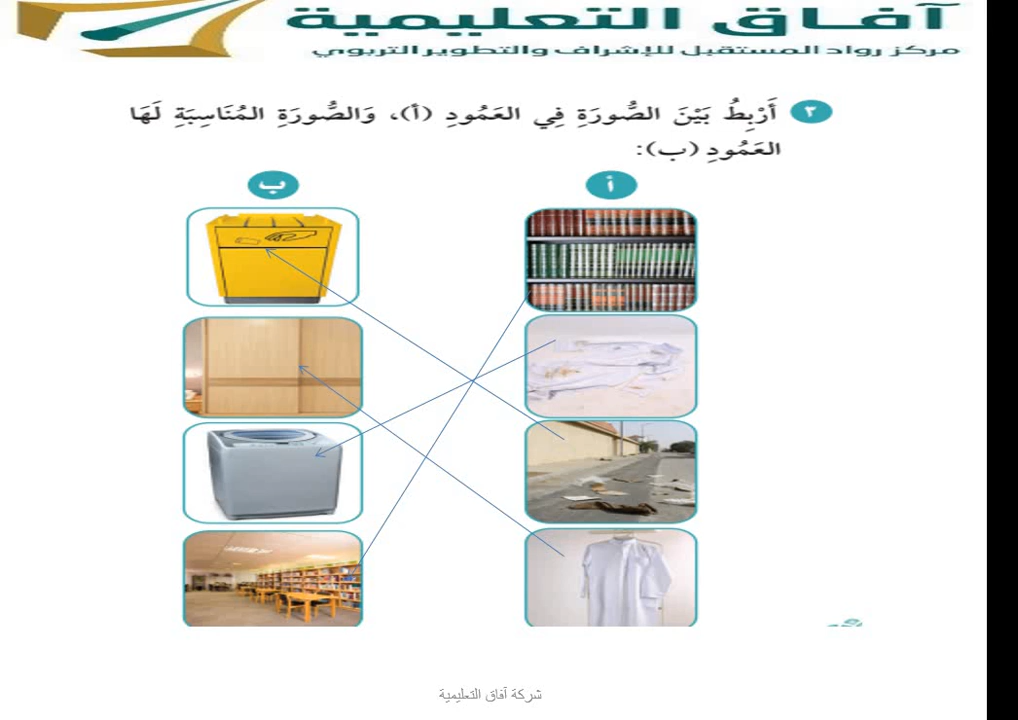 آفاق التعليمية
مركز رواد المستقبل للإشراف والتطوير التربوي
٣ أَرْبِطُ بَيْنَ الصُّورَةِ فِي العَمُودِ (أ)، وَالصُّورَةِ المُنَاسِبَةِ لَهَا
العَمُودِ (ب):
أ
ب
شركة آفاق التعليمية